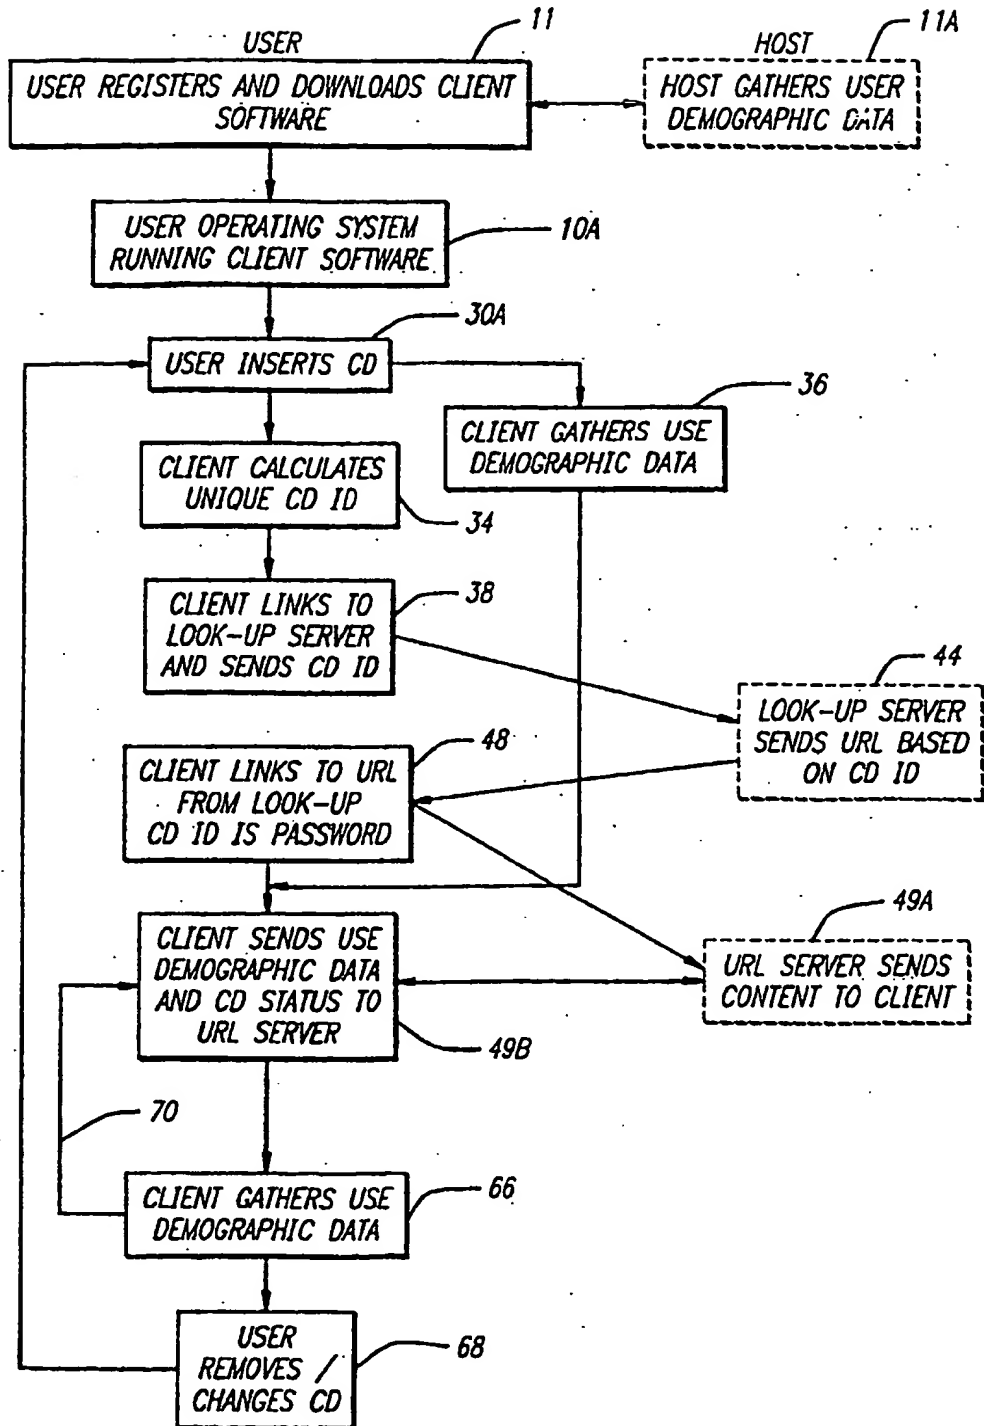 USER
11
HOST
11A
USER REGISTERS AND DOWNLOADS CLIENT
SOFTWARE
HOST GATHERS USER
DEMOGRAPHIC DATA
USER OPERATING SYSTEM
RUNNING CLIENT SOFTWARE
10A
30A
USER INSERTS CD
36
CLIENT GATHERS USE
DEMOGRAPHIC DATA
CLIENT CALCULATES
UNIQUE CD ID
34
CLIENT LINKS TO
LOOK-UP SERVER
AND SENDS CD ID
38
44
LOOK-UP SERVER
SENDS URL BASED
ON CD ID
48
CLIENT LINKS TO URL
FROM LOOK-UP
CD ID IS PASSWORD
49A
URL SERVER SENDS
CONTENT TO CLIENT
CLIENT SENDS USE
DEMOGRAPHIC DATA
AND CD STATUS TO
URL SERVER
49B
70
CLIENT GATHERS USE
DEMOGRAPHIC DATA
66
USER
REMOVES /
CHANGES CD
68